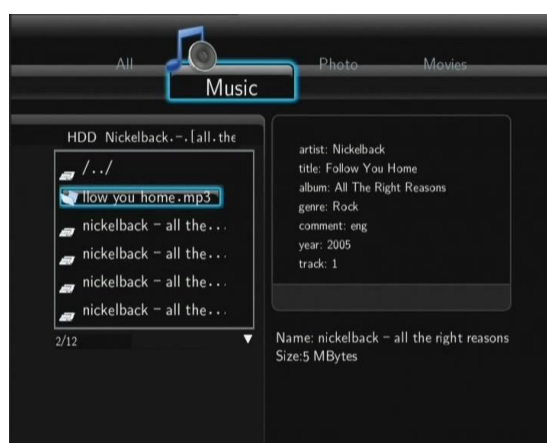 All
Photo
Movies
Music
HDD Nickelback.-.[all.the
/../
llow you home.mp3
nickelback - all the...
nickelback - all the...
nickelback - all the...
nickelback - all the...
2/12
artist: Nickelback
title: Follow You Home
album: All The Right Reasons
genre: Rock
comment: eng
year: 2005
track: 1
Name: nickelback - all the right reasons
Size:5 MBytes